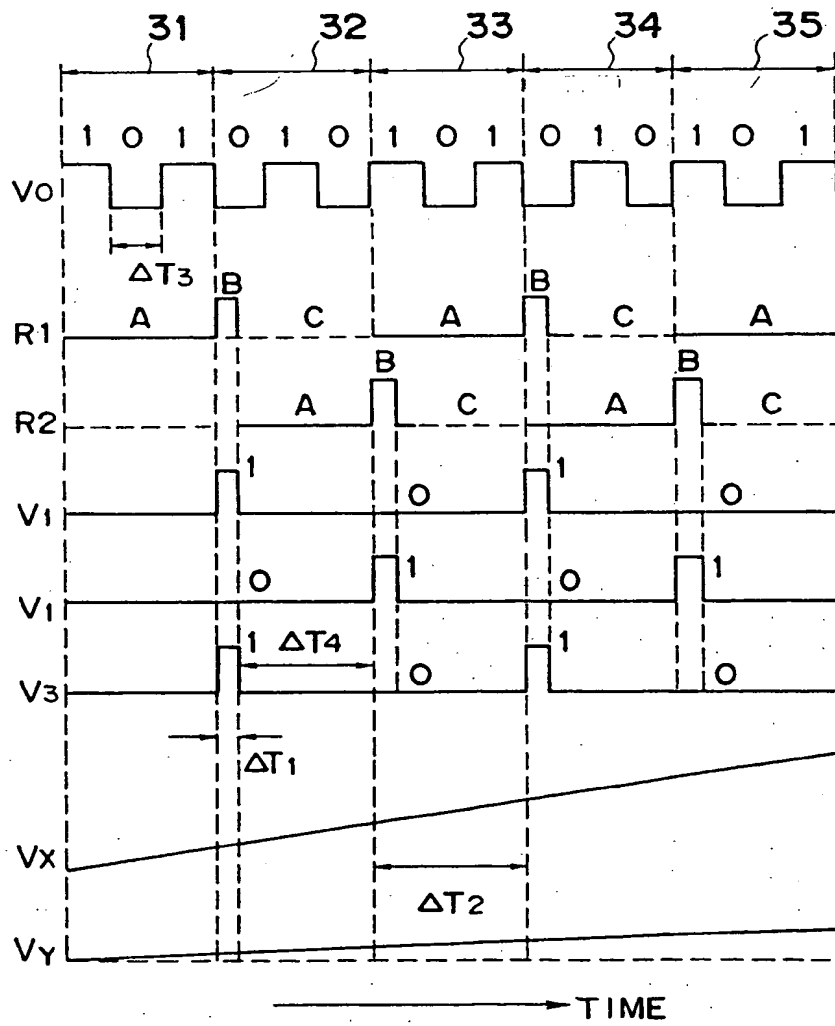 31 32 33 34 35
1 0 1 0 1 0 1 0 1 0 1 0 1 0 1
V0
ΔT3
B B
A C A C A
R1
B B
A C A C
R2
1 1
0 0
V1
1 1
0 0
V1
1 ΔT4 1
0 0
V3
ΔT1
VX
ΔT2
VY
TIME